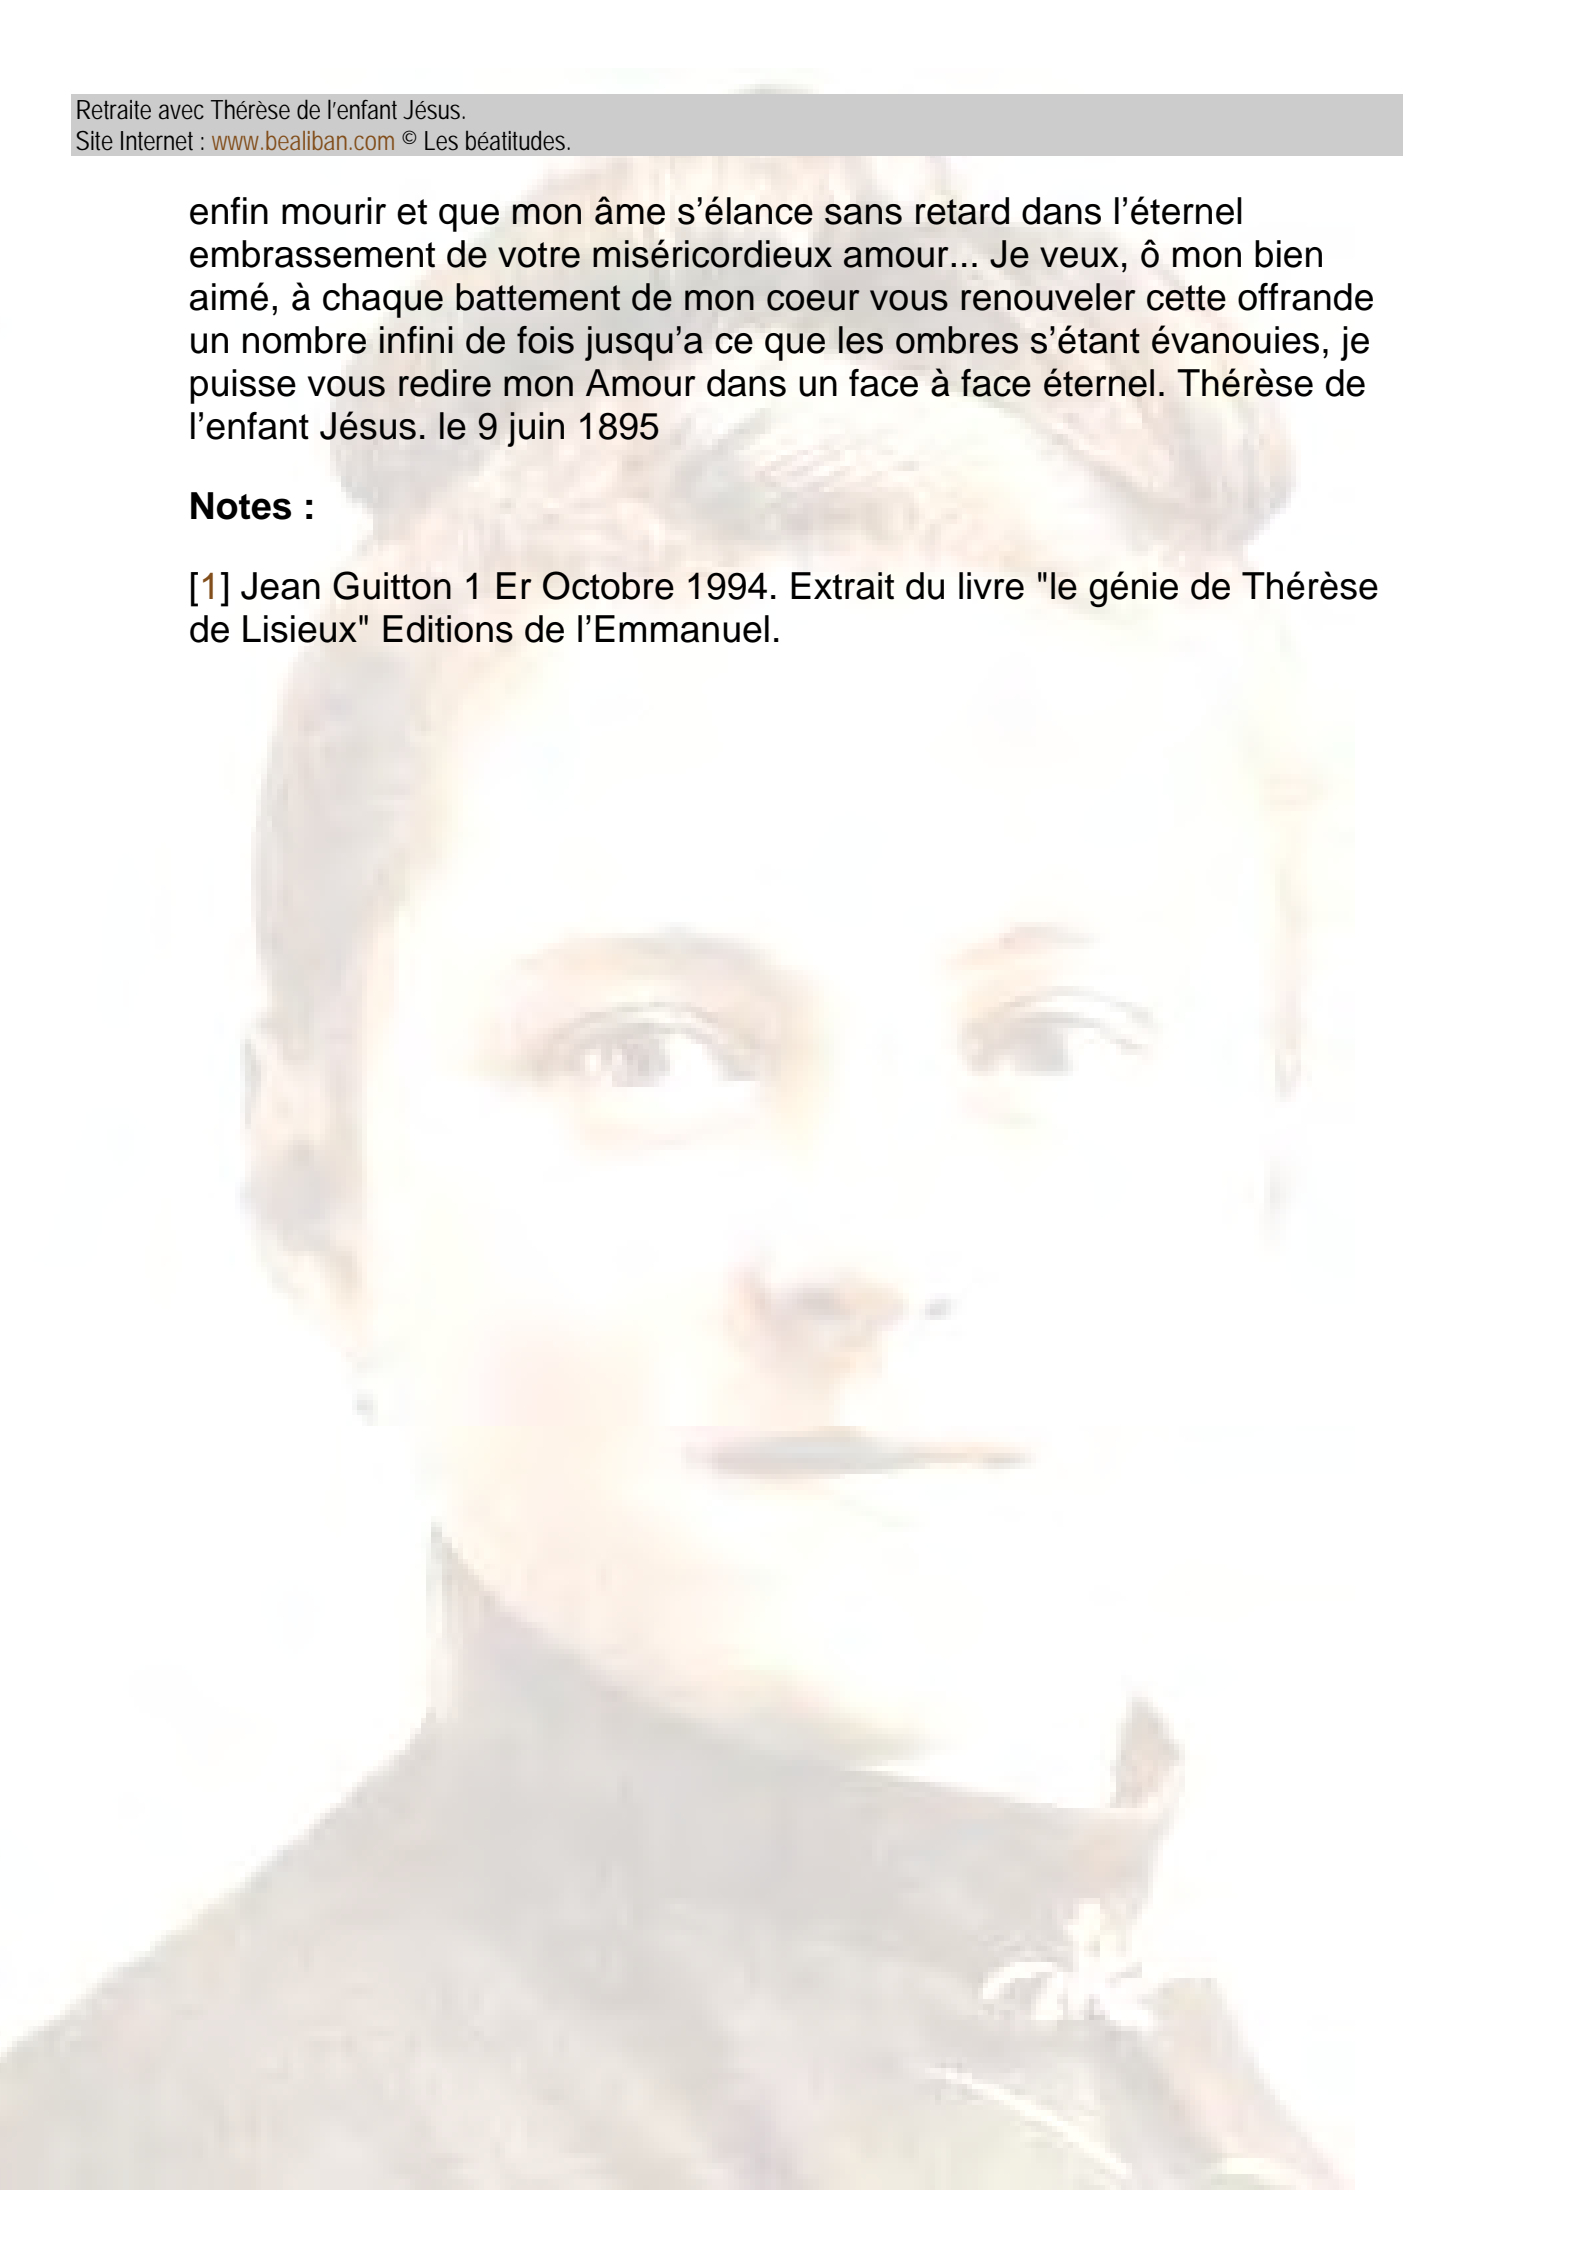 Retraite avec Thérèse de l'enfant Jésus.
Site Internet : www.bealiban.com © Les béatitudes.
enfin mourir et que mon âme s’élance sans retard dans l’éternel
embrassement de votre miséricordieux amour... Je veux, ô mon bien
aimé, à chaque battement de mon coeur vous renouveler cette offrande
un nombre infini de fois jusqu’a ce que les ombres s’étant évanouies, je
puisse vous redire mon Amour dans un face à face éternel. Thérèse de
l’enfant Jésus. le 9 juin 1895
Notes :
[1] Jean Guitton 1 Er Octobre 1994. Extrait du livre "le génie de Thérèse
de Lisieux" Editions de l’Emmanuel.